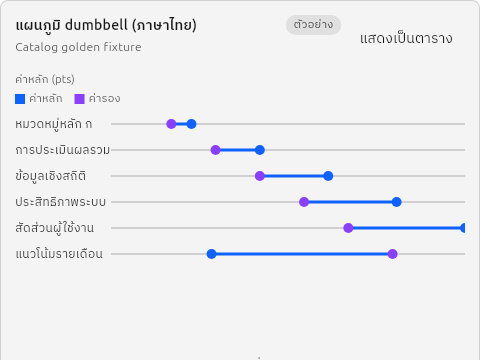 แผนภูมิ dumbbell (ภาษาไทย)
ตัวอย่าง
แสดงเป็นตาราง
Catalog golden fixture
ค่าหลัก (pts)
ค่าหลัก
ค่ารอง
หมวดหมู่หลัก ก
การประเมินผลรวม
ข้อมูลเชิงสถิติ
ประสิทธิภาพระบบ
สัดส่วนผู้ใช้งาน
แนวโน้มรายเดือน